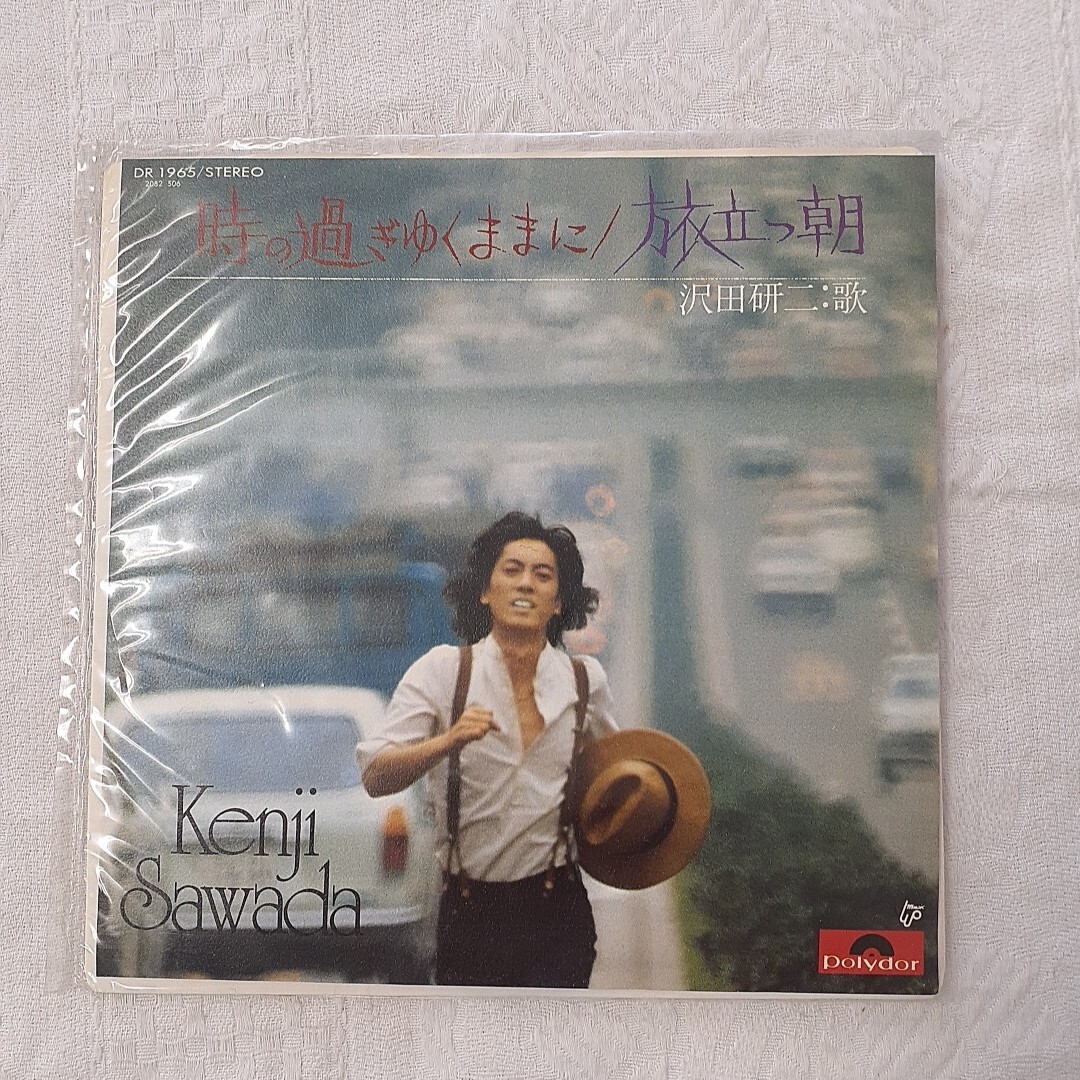 DR 1965/STEREO
2082 506
時の過ぎゆくままに/旅立つ朝
沢田研二:歌
Kenji
Sawada
polydor